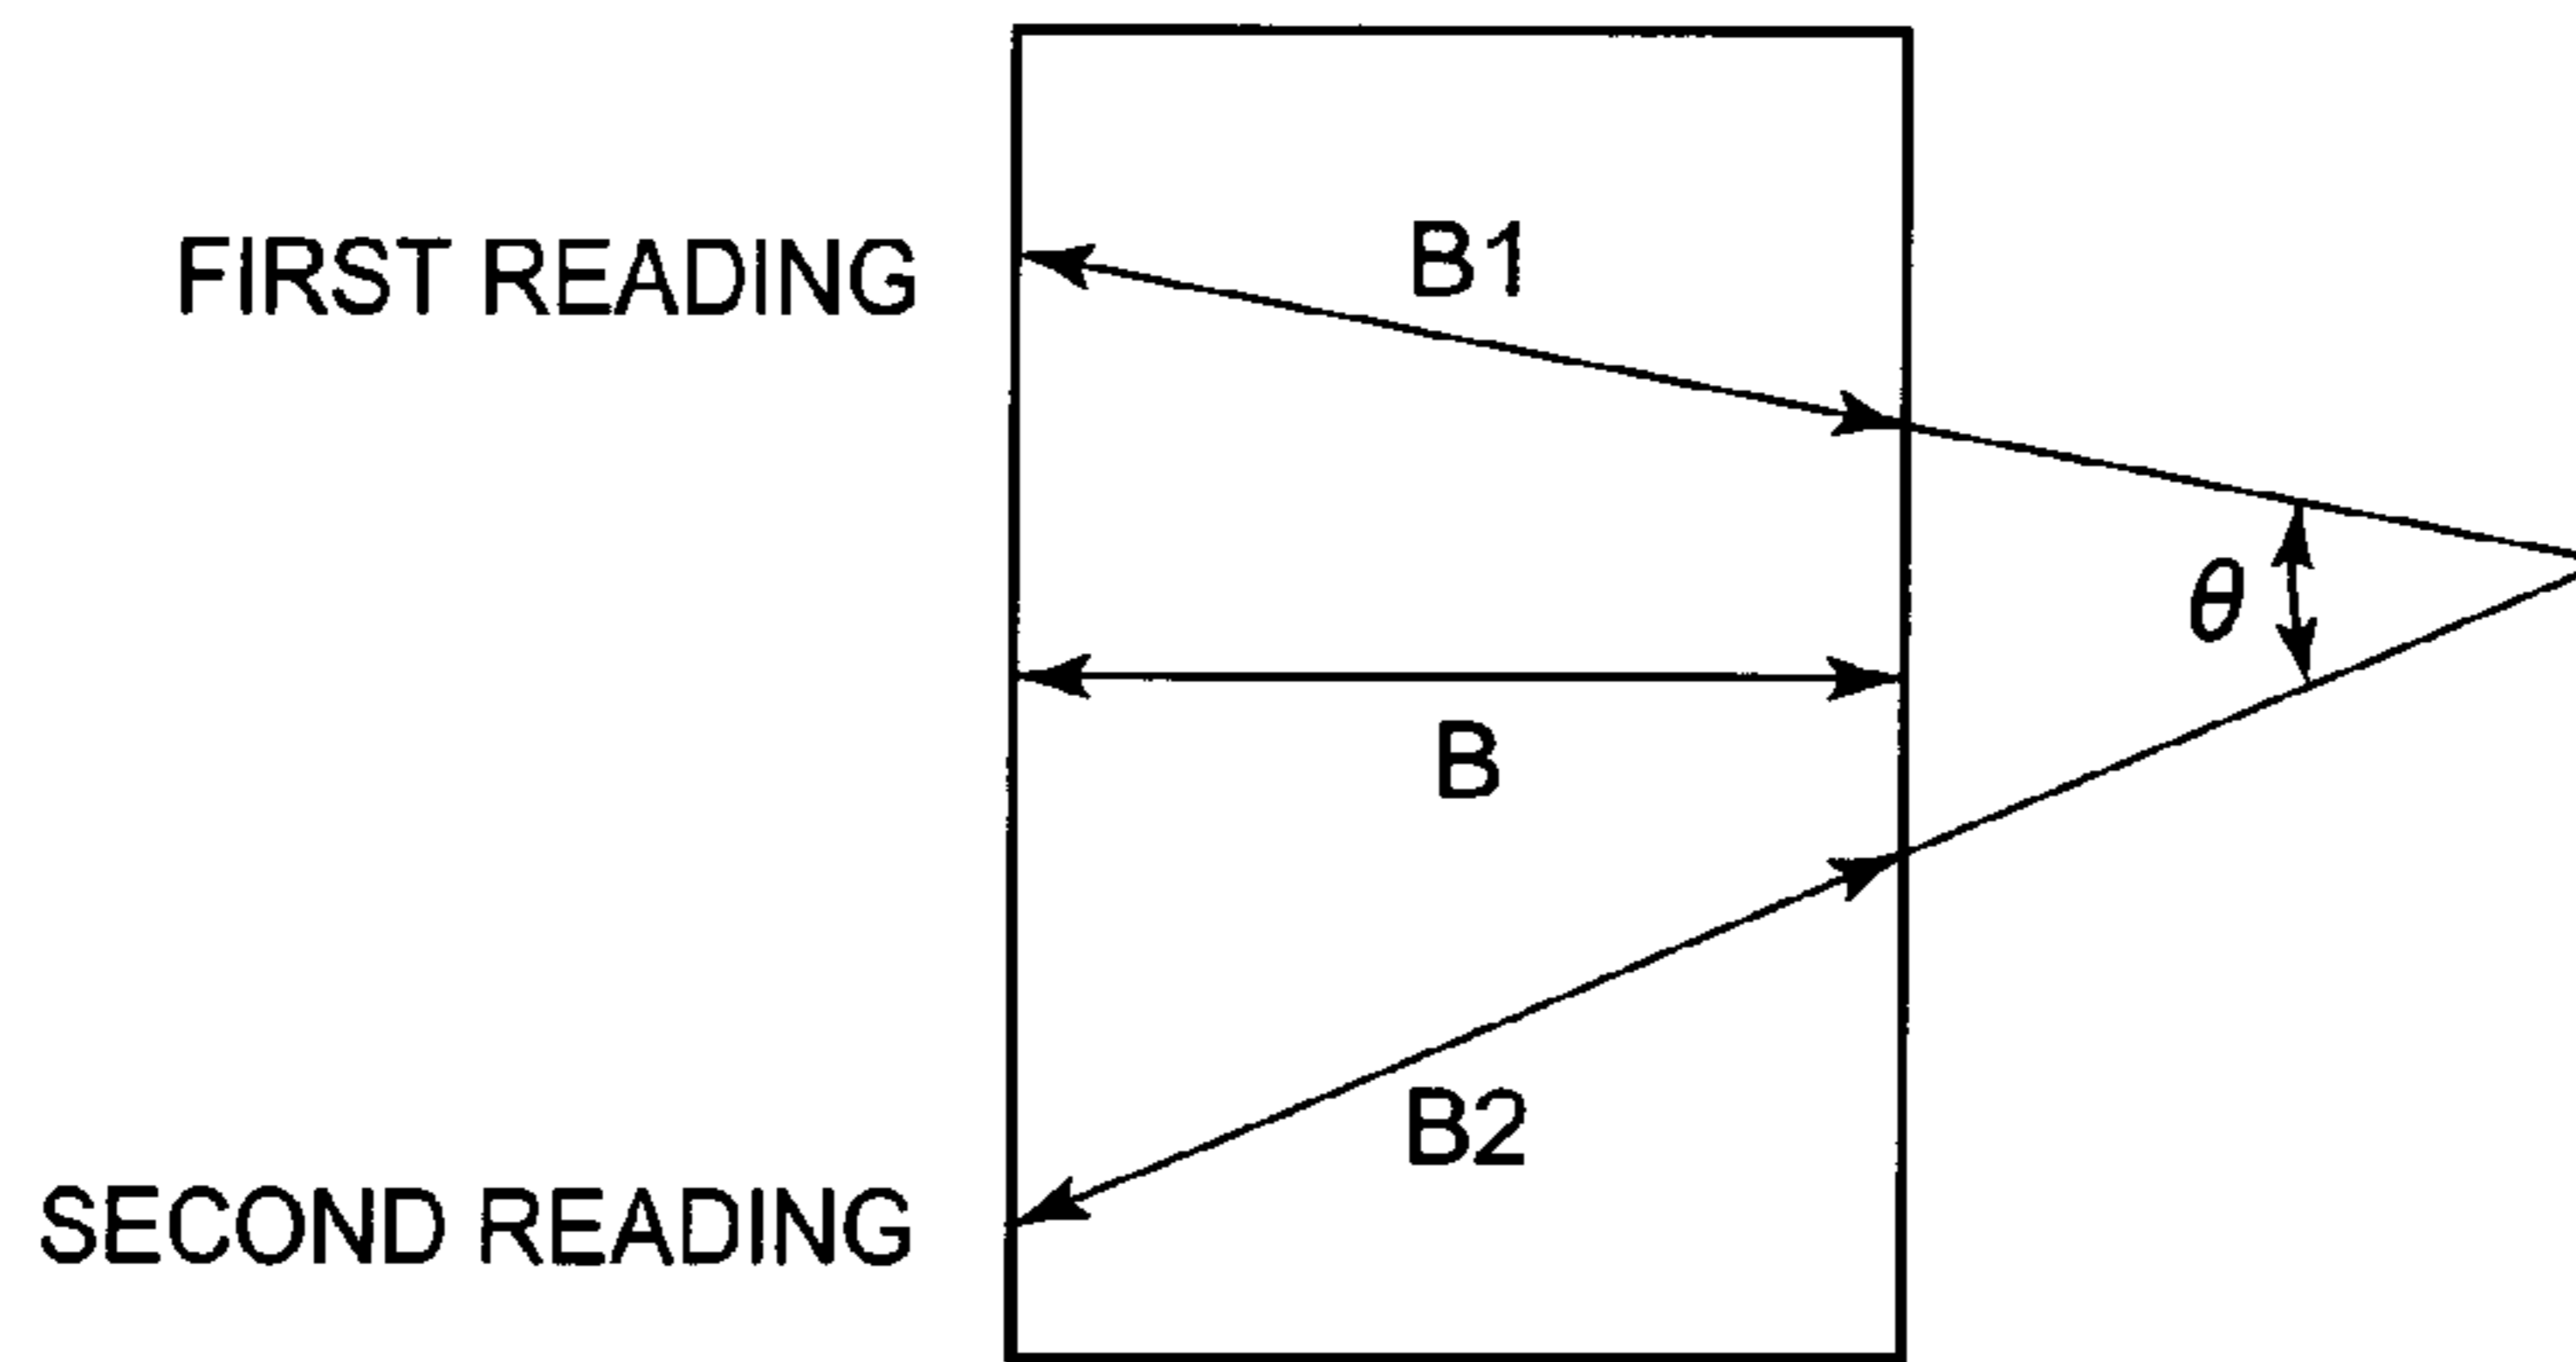 FIRST READING
B1
θ
B
B2
SECOND READING